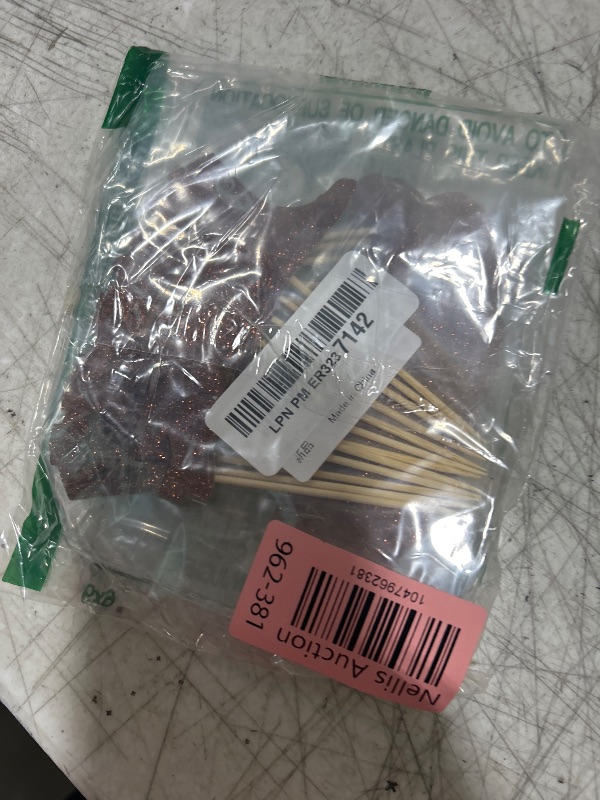 TO AVOID DANGER OF SUFFOCATION
LPN PM ER3237142
Made in China
Nellis Auction
1047962381
962-381